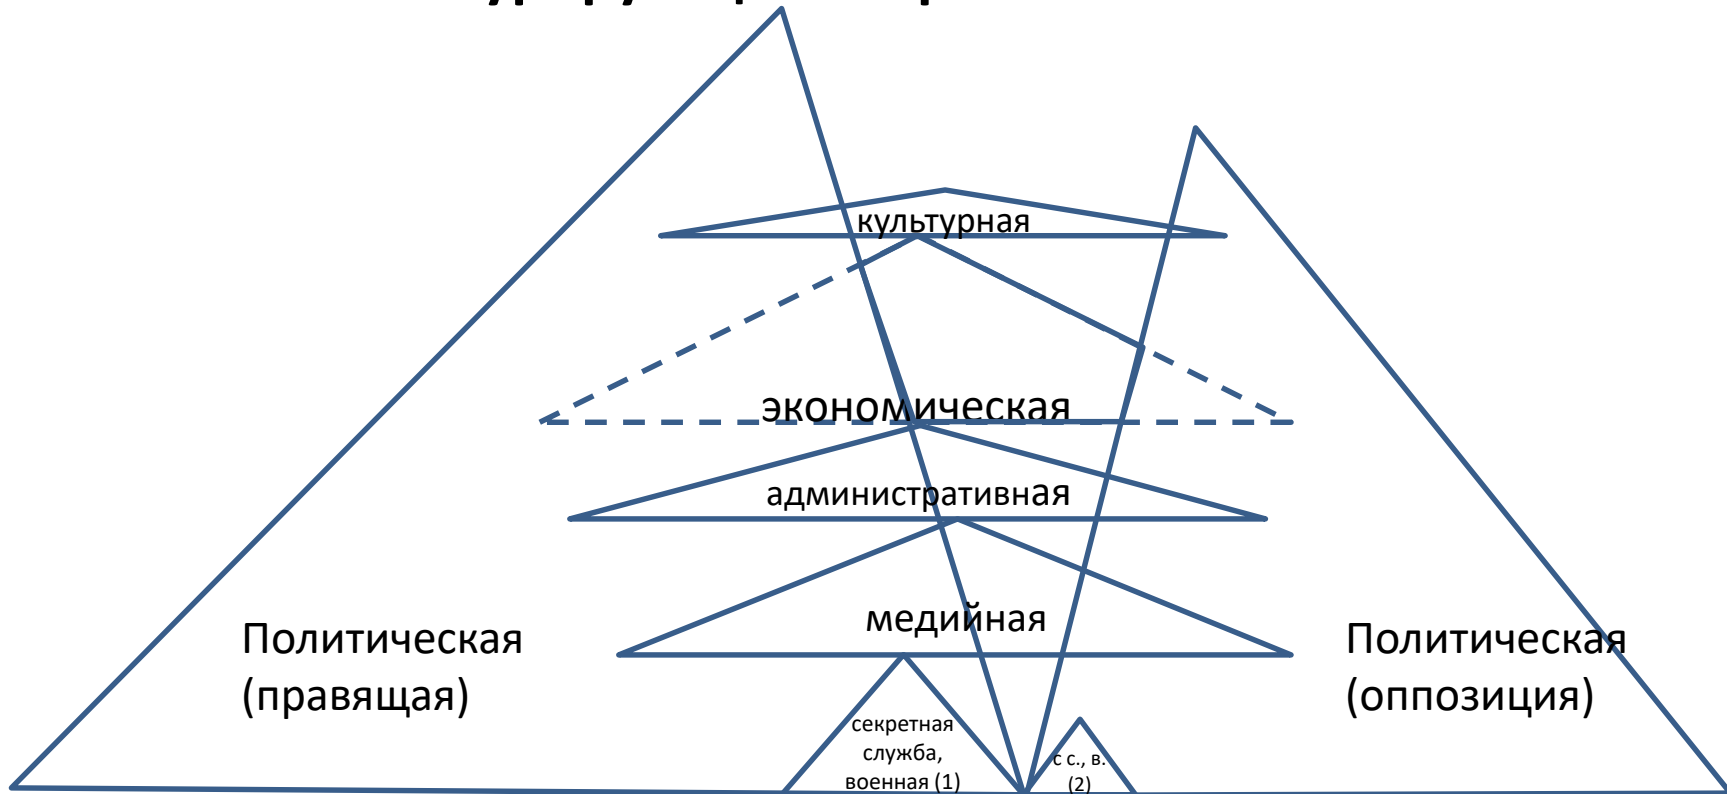 культурная
экономическая
административная
медийная
Политическая
(правящая)
Политическая
(оппозиция)
секретная
служба,
военная (1)
с с., в.
(2)